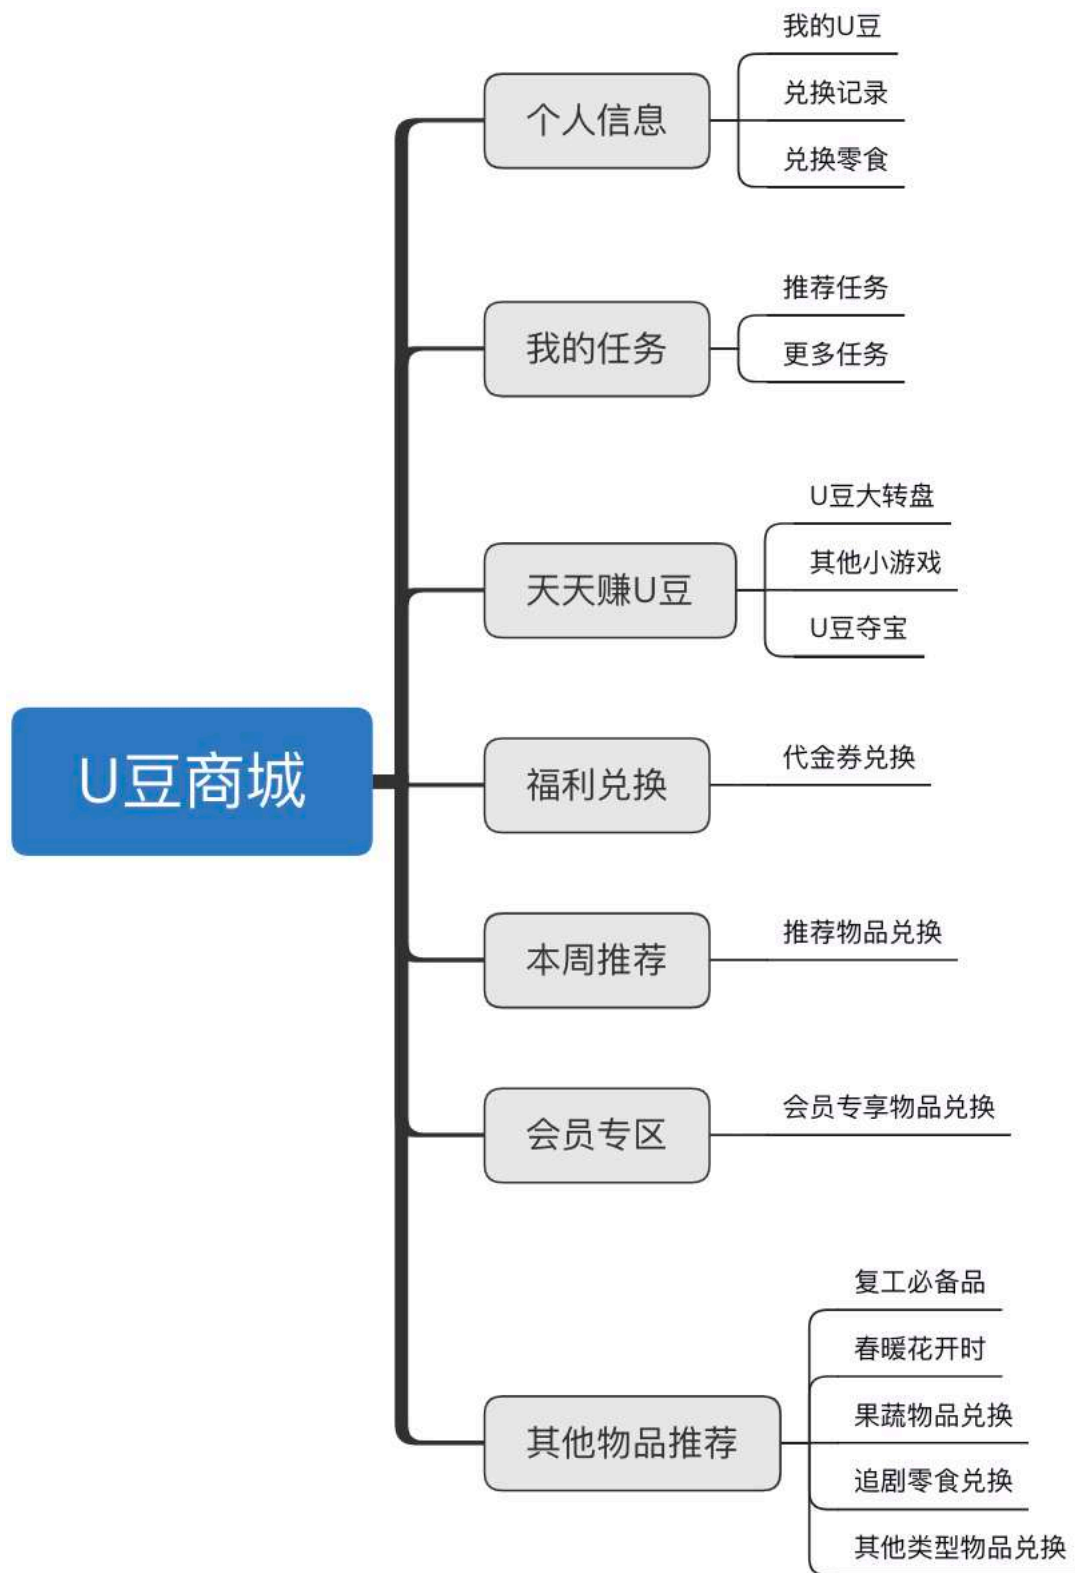 U豆商城
个人信息
我的U豆
兑换记录
兑换零食
我的任务
推荐任务
更多任务
天天赚U豆
U豆大转盘
其他小游戏
U豆夺宝
福利兑换
代金券兑换
本周推荐
推荐物品兑换
会员专区
会员专享物品兑换
其他物品推荐
复工必备品
春暖花开时
果蔬物品兑换
追剧零食兑换
其他类型物品兑换